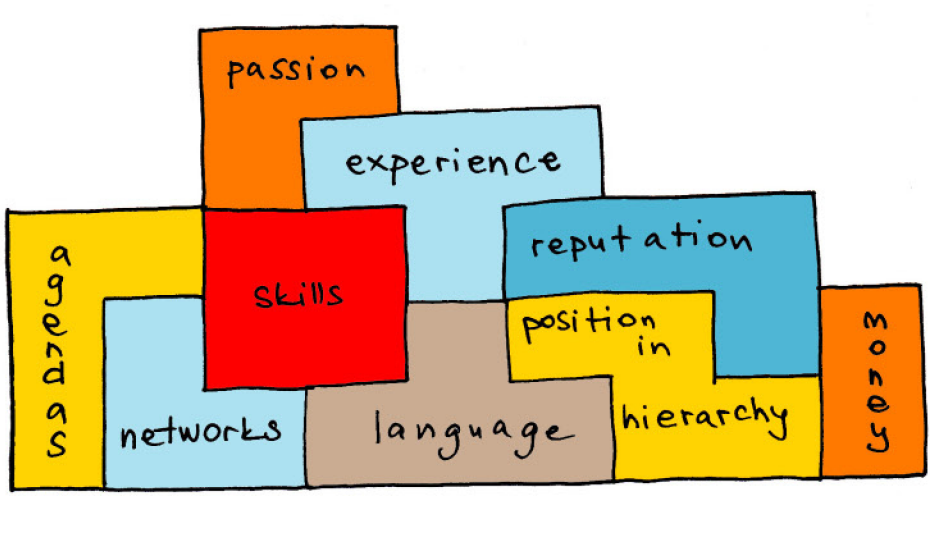 passion
experience
reputation
agendas
skills
position
in
hierarchy
money
networks
language